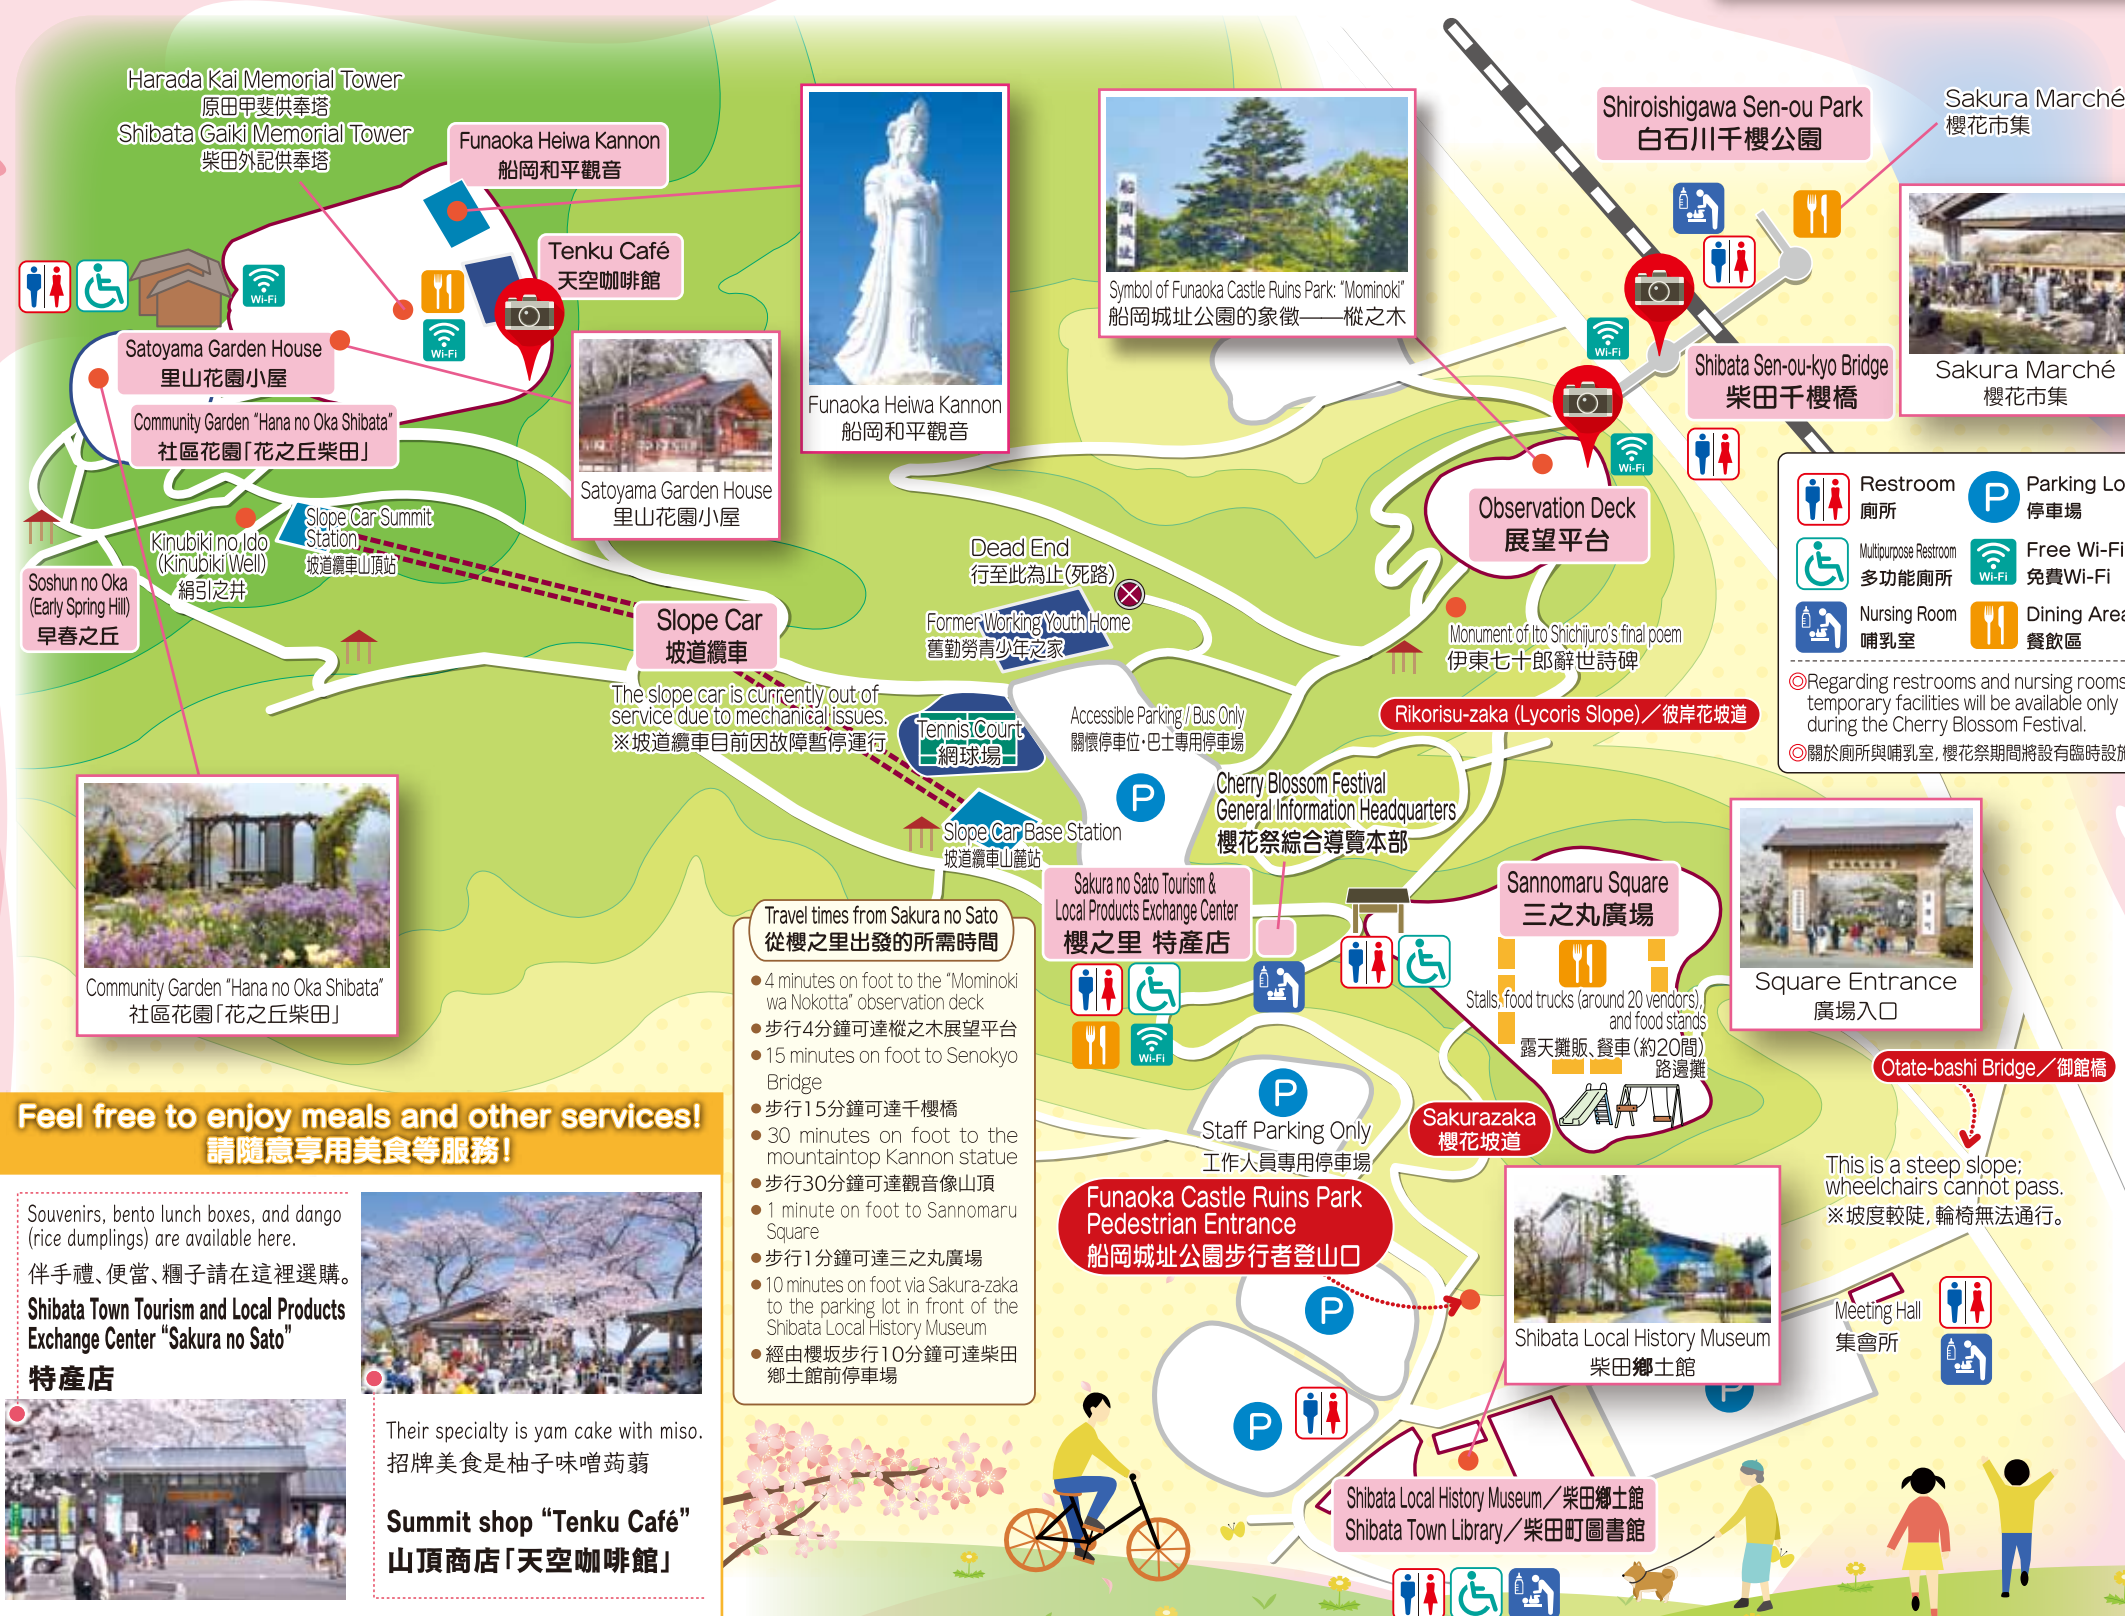 Harada Kai Memorial Tower
原田甲斐供奉塔
Shibata Gaiki Memorial Tower
柴田外記供奉塔
Funaoka Heiwa Kannon
船岡和平觀音
Tenku Café
天空咖啡館
Wi-Fi
Wi-Fi
Satoyama Garden House
里山花園小屋
Community Garden “Hana no Oka Shibata”
社區花園「花之丘柴田」
Satoyama Garden House
里山花園小屋
Funaoka Heiwa Kannon
船岡和平觀音
船岡城址
Symbol of Funaoka Castle Ruins Park: “Mominoki”
船岡城址公園的象徵——樅之木
Shiroishigawa Sen-ou Park
白石川千櫻公園
Sakura Marché
櫻花市集
Sakura Marché
櫻花市集
Wi-Fi
Shibata Sen-ou-kyo Bridge
柴田千櫻橋
Wi-Fi
Observation Deck
展望平台
Restroom
廁所
P
Parking Lo
停車場
Multipurpose Restroom
多功能廁所
Wi-Fi
Free Wi-Fi
免費Wi-Fi
Nursing Room
哺乳室
Dining Area
餐飲區
◎Regarding restrooms and nursing rooms
temporary facilities will be available only
during the Cherry Blossom Festival.
◎關於廁所與哺乳室，櫻花祭期間將設有臨時設施
Slope Car Summit
Station
坡道纜車山頂站
Kinubiki no Ido
(Kinubiki Well)
絹引之井
Soshun no Oka
(Early Spring Hill)
早春之丘
Slope Car
坡道纜車
The slope car is currently out of
service due to mechanical issues.
※坡道纜車目前因故障暫停運行
Dead End
行至此為止(死路)
Former Working Youth Home
舊勤勞青少年之家
Tennis Court
網球場
Accessible Parking / Bus Only
關懷停車位・巴士專用停車場
P
Monument of Ito Shichijuro’s final poem
伊東七十郎辭世詩碑
Rikorisu-zaka (Lycoris Slope)／彼岸花坡道
Cherry Blossom Festival
General Information Headquarters
櫻花祭綜合導覽本部
Slope Car Base Station
坡道纜車山麓站
Sakura no Sato Tourism &
Local Products Exchange Center
櫻之里 特產店
Wi-Fi
Sannomaru Square
三之丸廣場
Stalls, food trucks (around 20 vendors),
and food stands
露天攤販、餐車（約20間）
路邊攤
Square Entrance
廣場入口
Community Garden “Hana no Oka Shibata”
社區花園「花之丘柴田」
Travel times from Sakura no Sato
從櫻之里出發的所需時間
●4 minutes on foot to the “Mominoki
wa Nokotta” observation deck
●步行4分鐘可達樅之木展望平台
●15 minutes on foot to Senokyo
Bridge
●步行15分鐘可達千櫻橋
●30 minutes on foot to the
mountaintop Kannon statue
●步行30分鐘可達觀音像山頂
●1 minute on foot to Sannomaru
Square
●步行1分鐘可達三之丸廣場
●10 minutes on foot via Sakura-zaka
to the parking lot in front of the
Shibata Local History Museum
●經由櫻坂步行10分鐘可達柴田
鄉土館前停車場
P
Staff Parking Only
工作人員專用停車場
Sakurazaka
櫻花坡道
Otate-bashi Bridge／御館橋
This is a steep slope;
wheelchairs cannot pass.
※坡度較陡，輪椅無法通行。
Funaoka Castle Ruins Park
Pedestrian Entrance
船岡城址公園步行者登山口
P
P
Shibata Local History Museum
柴田鄉土館
P
Meeting Hall
集會所
Shibata Local History Museum／柴田鄉土館
Shibata Town Library／柴田町圖書館
Feel free to enjoy meals and other services!
請隨意享用美食等服務！
Souvenirs, bento lunch boxes, and dango
(rice dumplings) are available here.
伴手禮、便當、糰子請在這裡選購。
Shibata Town Tourism and Local Products
Exchange Center “Sakura no Sato”
特產店
Their specialty is yam cake with miso.
招牌美食是柚子味噌蒟蒻
Summit shop “Tenku Café”
山頂商店「天空咖啡館」